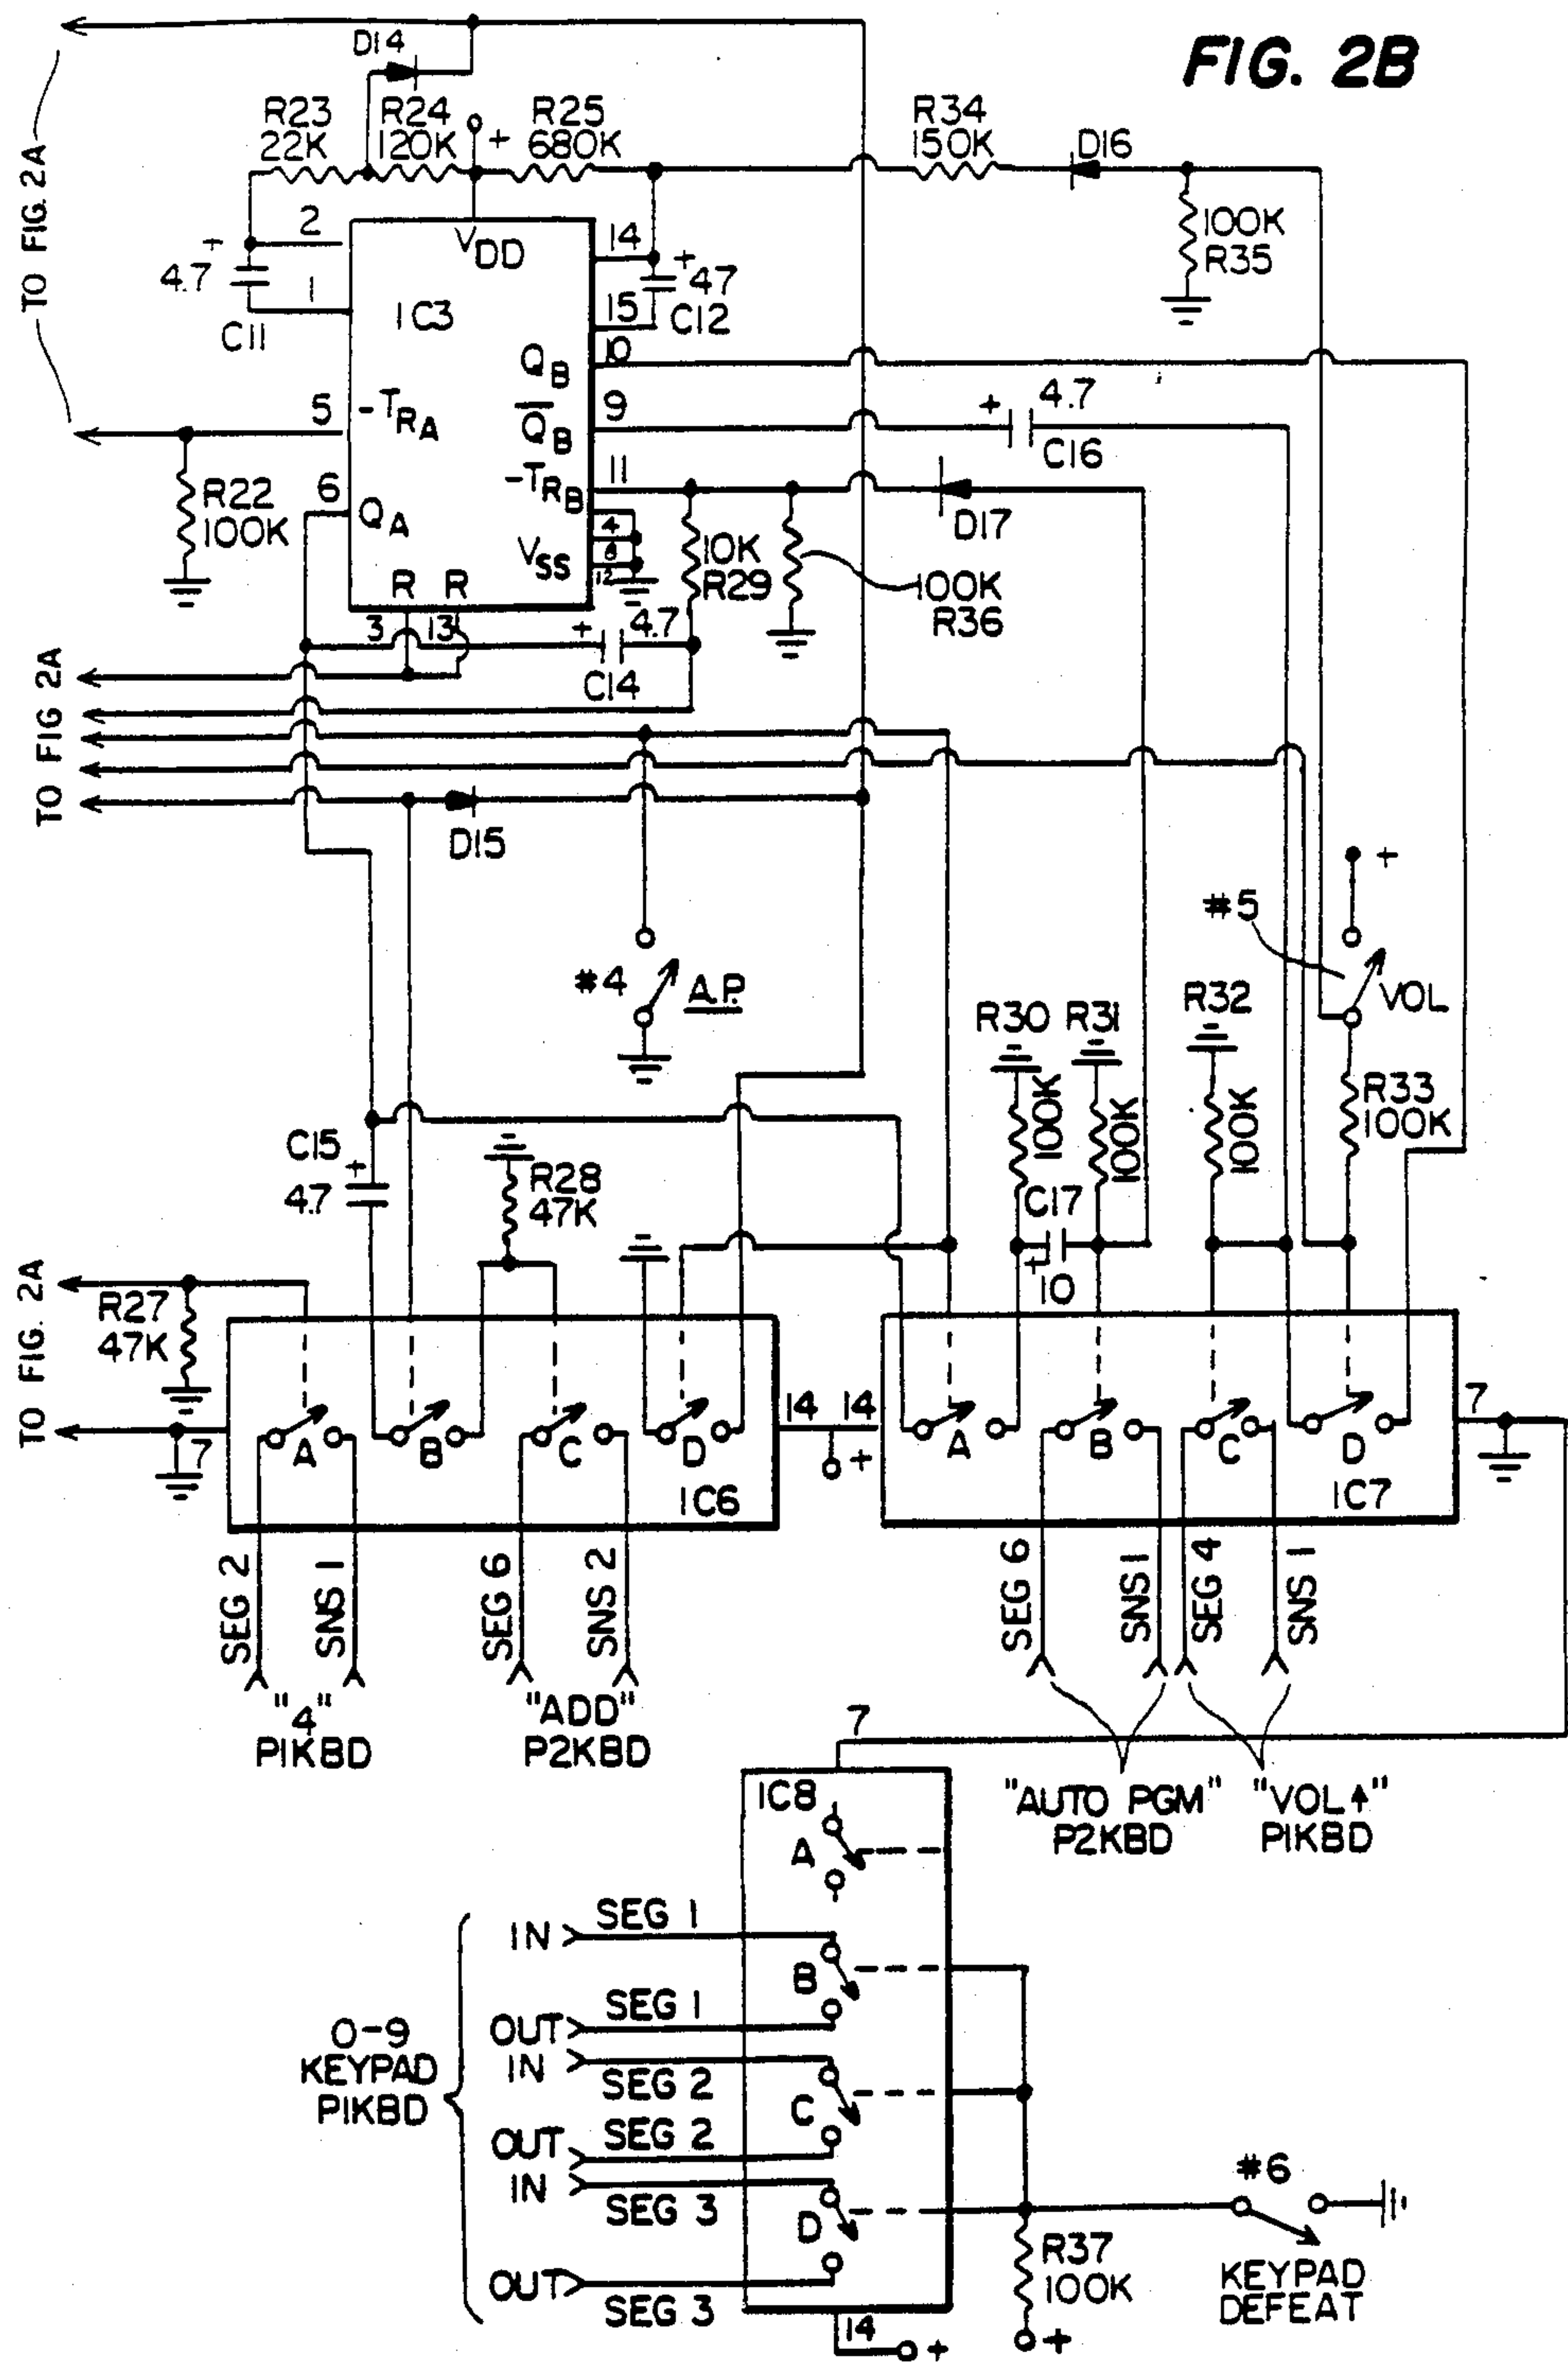 FIG. 2B
D14
R23
22K
R24
120K
+
R25
680K
R34
150K
D16
100K
R35
TO FIG. 2A
2
+
4.7
1
C11
VDD
IC3
14
+
47
15
C12
10
QB
Q̅B
9
+
4.7
C16
5
-TRA
-TRB
11
D17
R22
100K
6
QA
VSS
4
8
12
10K
R29
100K
R36
R R
3
13
+
4.7
C14
TO FIG 2A
D15
#4
A.P.
#5
+
VOL
R30
100K
R31
100K
R32
100K
R33
100K
C15
+
4.7
R28
47K
C17
+
10
TO FIG. 2A
R27
47K
7
A
B
C
D
IC6
14
14
+
A
B
C
D
IC7
7
SEG 2
SNS 1
SEG 6
SNS 2
SEG 6
SNS 1
SEG 4
SNS 1
"4"
P1KBD
"ADD"
P2KBD
"AUTO PGM"
P2KBD
"VOL↑"
P1KBD
7
IC8
A
IN
SEG 1
B
SEG 1
OUT
IN
SEG 2
C
SEG 2
OUT
IN
SEG 3
D
OUT
SEG 3
0-9
KEYPAD
P1KBD
#6
R37
100K
+
KEYPAD
DEFEAT
14
+